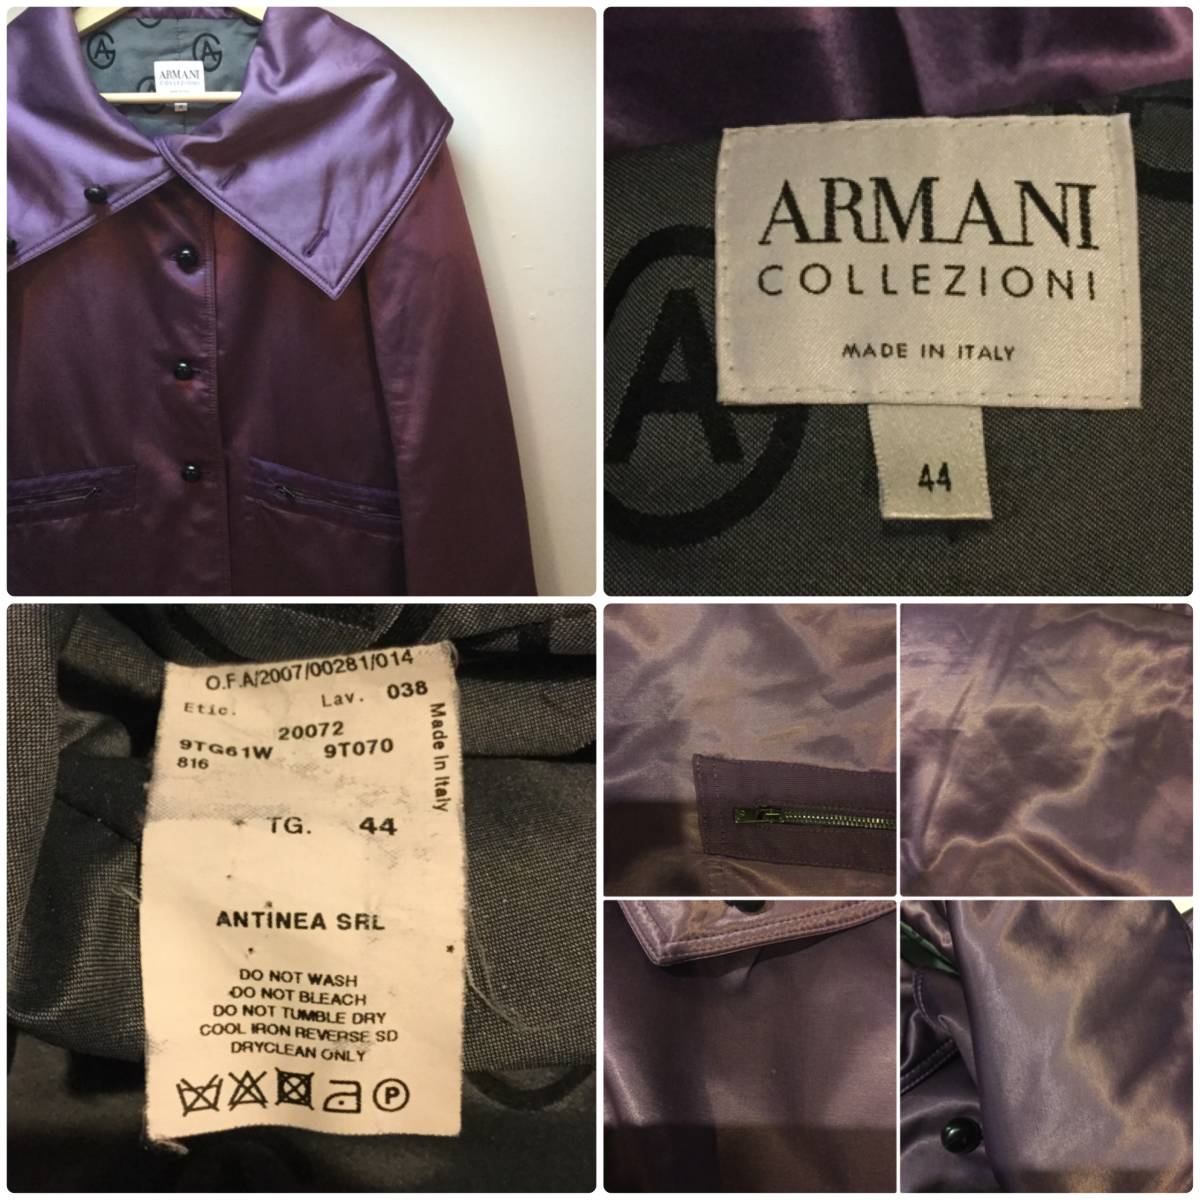 ARMANI
COLLEZIONI
ARMANI
COLLEZIONI
MADE IN ITALY
44
O.F.A/2007/00281/014
Etic. Lav. 038
20072
9TG61W 9T070
816
Made in Italy
TG. 44
ANTINEA SRL
DO NOT WASH
DO NOT BLEACH
DO NOT TUMBLE DRY
COOL IRON REVERSE SD
DRYCLEAN ONLY
P